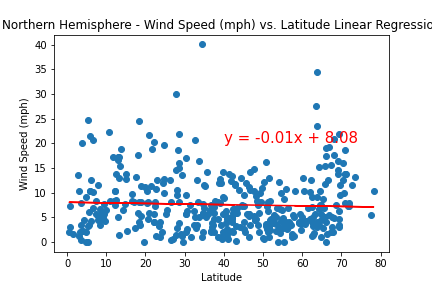 Northern Hemisphere - Wind Speed (mph) vs. Latitude Linear Regressio
40
35
30
25
20
15
10
5
0
Wind Speed (mph)
y = -0.01x + 8.08
0 10 20 30 40 50 60 70 80
Latitude